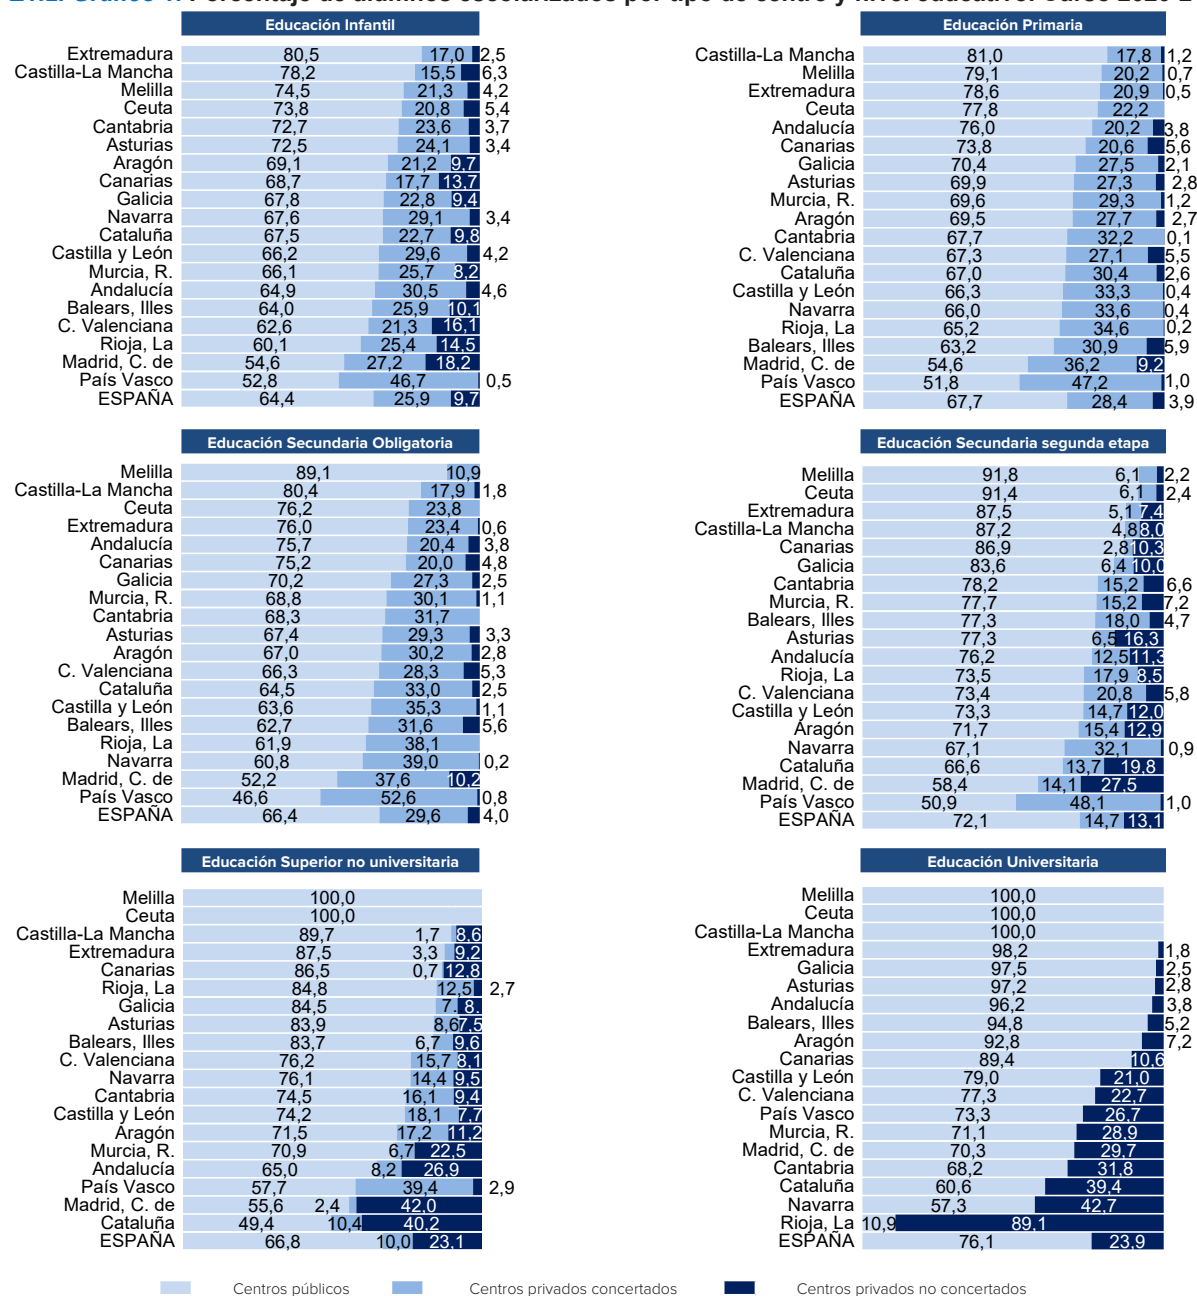 Educación Infantil
Extremadura 80,5 17,0 2,5
Castilla-La Mancha 78,2 15,5 6,3
Melilla 74,5 21,3 4,2
Ceuta 73,8 20,8 5,4
Cantabria 72,7 23,6 3,7
Asturias 72,5 24,1 3,4
Aragón 69,1 21,2 9,7
Canarias 68,7 17,7 13,7
Galicia 67,8 22,8 9,4
Navarra 67,6 29,1 3,4
Cataluña 67,5 22,7 9,8
Castilla y León 66,2 29,6 4,2
Murcia, R. 66,1 25,7 8,2
Andalucía 64,9 30,5 4,6
Balears, Illes 64,0 25,9 10,1
C. Valenciana 62,6 21,3 16,1
Rioja, La 60,1 25,4 14,5
Madrid, C. de 54,6 27,2 18,2
País Vasco 52,8 46,7 0,5
ESPAÑA 64,4 25,9 9,7
Educación Primaria
Castilla-La Mancha 81,0 17,8 1,2
Melilla 79,1 20,2 0,7
Extremadura 78,6 20,9 0,5
Ceuta 77,8 22,2
Andalucía 76,0 20,2 3,8
Canarias 73,8 20,6 5,6
Galicia 70,4 27,5 2,1
Asturias 69,9 27,3 2,8
Murcia, R. 69,6 29,3 1,2
Aragón 69,5 27,7 2,7
Cantabria 67,7 32,2 0,1
C. Valenciana 67,3 27,1 5,5
Cataluña 67,0 30,4 2,6
Castilla y León 66,3 33,3 0,4
Navarra 66,0 33,6 0,4
Rioja, La 65,2 34,6 0,2
Balears, Illes 63,2 30,9 5,9
Madrid, C. de 54,6 36,2 9,2
País Vasco 51,8 47,2 1,0
ESPAÑA 67,7 28,4 3,9
Educación Secundaria Obligatoria
Melilla 89,1 10,9
Castilla-La Mancha 80,4 17,9 1,8
Ceuta 76,2 23,8
Extremadura 76,0 23,4 0,6
Andalucía 75,7 20,4 3,8
Canarias 75,2 20,0 4,8
Galicia 70,2 27,3 2,5
Murcia, R. 68,8 30,1 1,1
Cantabria 68,3 31,7
Asturias 67,4 29,3 3,3
Aragón 67,0 30,2 2,8
C. Valenciana 66,3 28,3 5,3
Cataluña 64,5 33,0 2,5
Castilla y León 63,6 35,3 1,1
Balears, Illes 62,7 31,6 5,6
Rioja, La 61,9 38,1
Navarra 60,8 39,0 0,2
Madrid, C. de 52,2 37,6 10,2
País Vasco 46,6 52,6 0,8
ESPAÑA 66,4 29,6 4,0
Educación Secundaria segunda etapa
Melilla 91,8 6,1 2,2
Ceuta 91,4 6,1 2,4
Extremadura 87,5 5,1 7,4
Castilla-La Mancha 87,2 4,8 8,0
Canarias 86,9 2,8 10,3
Galicia 83,6 6,4 10,0
Cantabria 78,2 15,2 6,6
Murcia, R. 77,7 15,2 7,2
Balears, Illes 77,3 18,0 4,7
Asturias 77,3 6,5 16,3
Andalucía 76,2 12,5 11,3
Rioja, La 73,5 17,9 8,5
C. Valenciana 73,4 20,8 5,8
Castilla y León 73,3 14,7 12,0
Aragón 71,7 15,4 12,9
Navarra 67,1 32,1 0,9
Cataluña 66,6 13,7 19,8
Madrid, C. de 58,4 14,1 27,5
País Vasco 50,9 48,1 1,0
ESPAÑA 72,1 14,7 13,1
Educación Superior no universitaria
Melilla 100,0
Ceuta 100,0
Castilla-La Mancha 89,7 1,7 8,6
Extremadura 87,5 3,3 9,2
Canarias 86,5 0,7 12,8
Rioja, La 84,8 12,5 2,7
Galicia 84,5 7. 8.
Asturias 83,9 8,6 7,5
Balears, Illes 83,7 6,7 9,6
C. Valenciana 76,2 15,7 8,1
Navarra 76,1 14,4 9,5
Cantabria 74,5 16,1 9,4
Castilla y León 74,2 18,1 7,7
Aragón 71,5 17,2 11,2
Murcia, R. 70,9 6,7 22,5
Andalucía 65,0 8,2 26,9
País Vasco 57,7 39,4 2,9
Madrid, C. de 55,6 2,4 42,0
Cataluña 49,4 10,4 40,2
ESPAÑA 66,8 10,0 23,1
Educación Universitaria
Melilla 100,0
Ceuta 100,0
Castilla-La Mancha 100,0
Extremadura 98,2 1,8
Galicia 97,5 2,5
Asturias 97,2 2,8
Andalucía 96,2 3,8
Balears, Illes 94,8 5,2
Aragón 92,8 7,2
Canarias 89,4 10,6
Castilla y León 79,0 21,0
C. Valenciana 77,3 22,7
País Vasco 73,3 26,7
Murcia, R. 71,1 28,9
Madrid, C. de 70,3 29,7
Cantabria 68,2 31,8
Cataluña 60,6 39,4
Navarra 57,3 42,7
Rioja, La 10,9 89,1
ESPAÑA 76,1 23,9
Centros públicos Centros privados concertados Centros privados no concertados